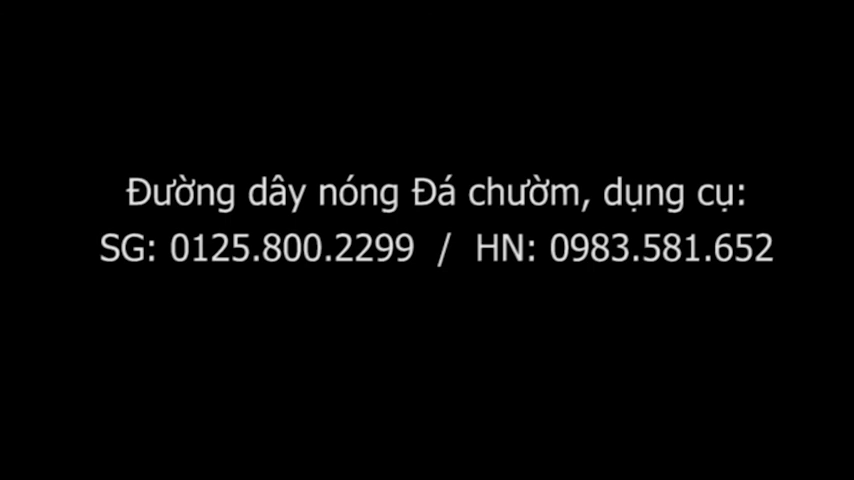 Đường dây nóng Đá chườm, dụng cụ:
SG: 0125.800.2299 / HN: 0983.581.652